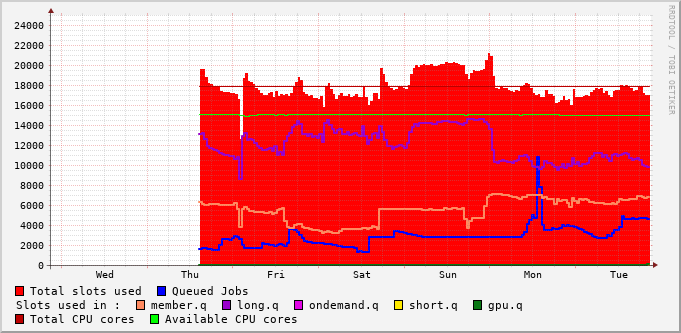 RRDTOOL / TOBI OETIKER
24000
22000
20000
18000
16000
14000
12000
10000
8000
6000
4000
2000
0
Wed Thu Fri Sat Sun Mon Tue
Total slots used Queued Jobs
Slots used in : member.q long.q ondemand.q short.q gpu.q
Total CPU cores Available CPU cores